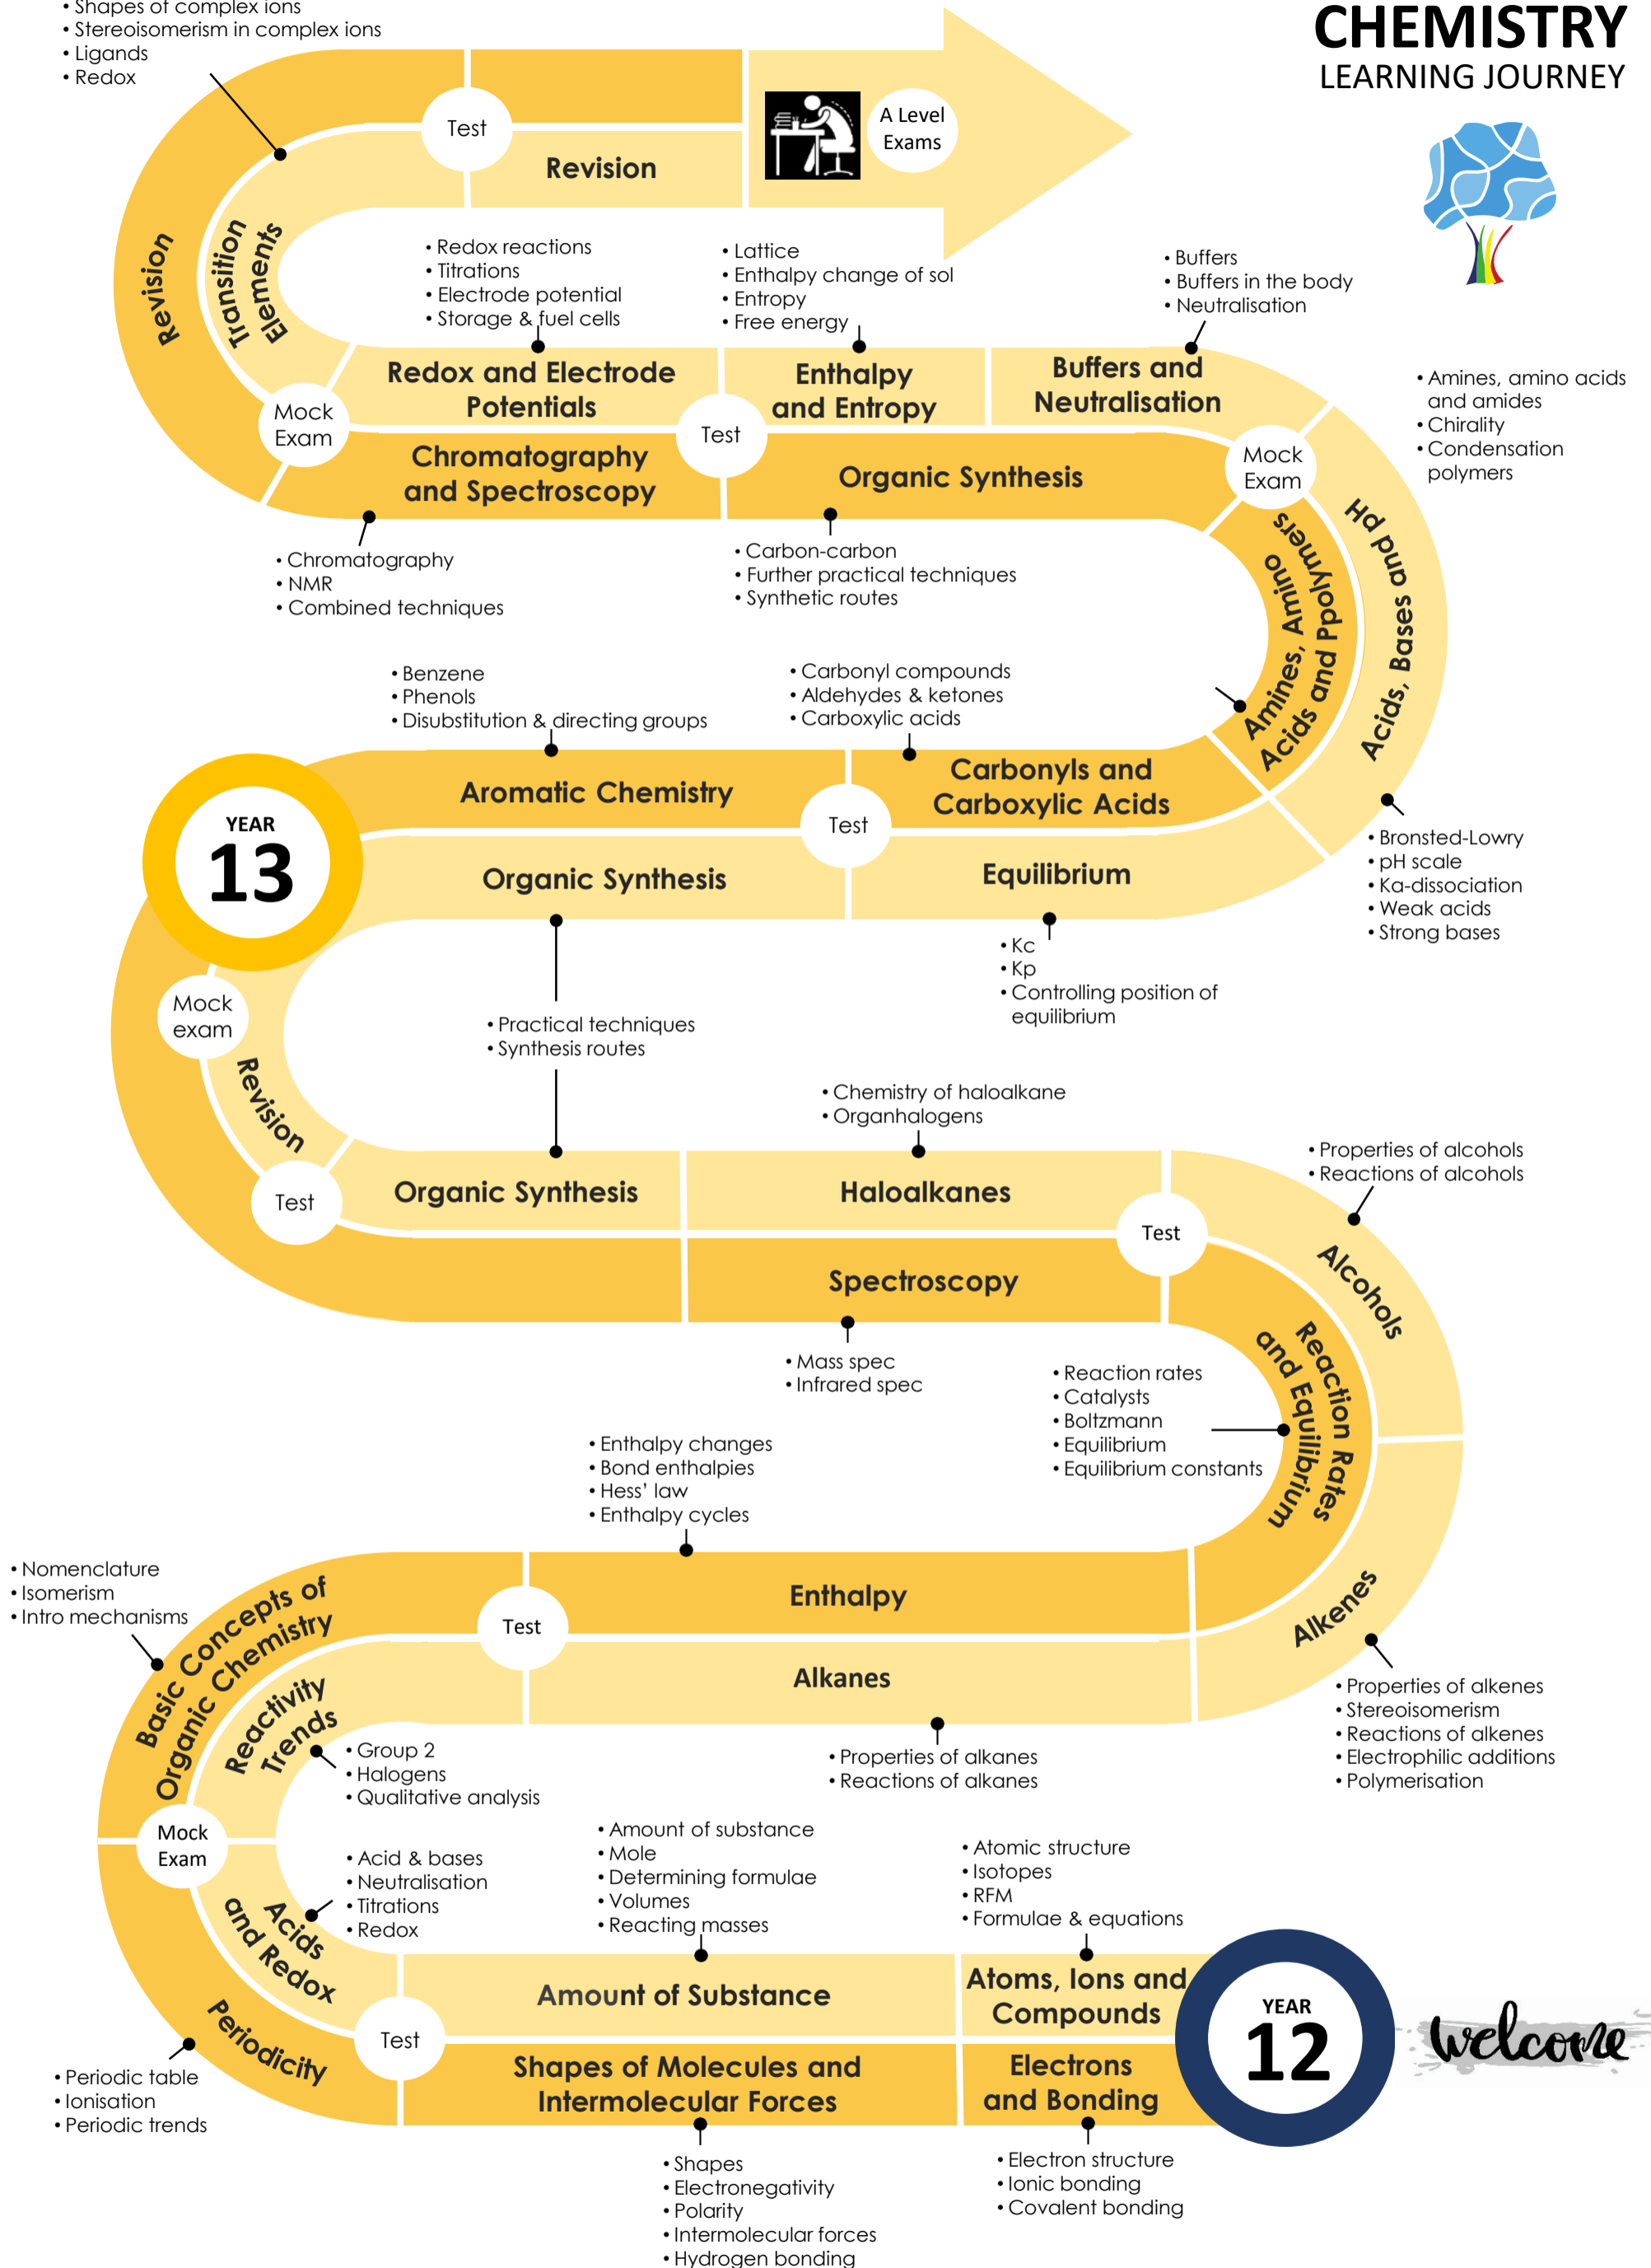 CHEMISTRY
LEARNING JOURNEY
• Shapes of complex ions
• Stereoisomerism in complex ions
• Ligands
• Redox
Test
Revision
A Level
Exams
Revision
Transition
Elements
• Redox reactions
• Titrations
• Electrode potential
• Storage & fuel cells
• Lattice
• Enthalpy change of sol
• Entropy
• Free energy
• Buffers
• Buffers in the body
• Neutralisation
Redox and Electrode
Potentials
Enthalpy
and Entropy
Buffers and
Neutralisation
• Amines, amino acids
and amides
• Chirality
• Condensation
polymers
Mock
Exam
Test
Mock
Exam
Chromatography
and Spectroscopy
Organic Synthesis
Amines, Amino
Acids and Ppolymers
Acids, Bases and pH
• Chromatography
• NMR
• Combined techniques
• Carbon-carbon
• Further practical techniques
• Synthetic routes
• Benzene
• Phenols
• Disubstitution & directing groups
• Carbonyl compounds
• Aldehydes & ketones
• Carboxylic acids
Aromatic Chemistry
Carbonyls and
Carboxylic Acids
YEAR
13
Test
Organic Synthesis
Equilibrium
• Bronsted-Lowry
• pH scale
• Ka-dissociation
• Weak acids
• Strong bases
• Kc
• Kp
• Controlling position of
equilibrium
Mock
exam
• Practical techniques
• Synthesis routes
Revision
• Chemistry of haloalkane
• Organhalogens
• Properties of alcohols
• Reactions of alcohols
Test
Organic Synthesis
Haloalkanes
Test
Alcohols
Spectroscopy
• Mass spec
• Infrared spec
• Reaction rates
• Catalysts
• Boltzmann
• Equilibrium
• Equilibrium constants
Reaction Rates
and Equilibrium
• Enthalpy changes
• Bond enthalpies
• Hess’ law
• Enthalpy cycles
• Nomenclature
• Isomerism
• Intro mechanisms
Basic Concepts of
Organic Chemistry
Test
Enthalpy
Alkenes
Reactivity
Trends
Alkanes
• Group 2
• Halogens
• Qualitative analysis
• Properties of alkanes
• Reactions of alkanes
• Properties of alkenes
• Stereoisomerism
• Reactions of alkenes
• Electrophilic additions
• Polymerisation
Mock
Exam
• Acid & bases
• Neutralisation
• Titrations
• Redox
• Amount of substance
• Mole
• Determining formulae
• Volumes
• Reacting masses
• Atomic structure
• Isotopes
• RFM
• Formulae & equations
Acids
and Redox
Periodicity
Test
Amount of Substance
Atoms, Ions and
Compounds
YEAR
12
welcome
Shapes of Molecules and
Intermolecular Forces
Electrons
and Bonding
• Periodic table
• Ionisation
• Periodic trends
• Shapes
• Electronegativity
• Polarity
• Intermolecular forces
• Hydrogen bonding
• Electron structure
• Ionic bonding
• Covalent bonding